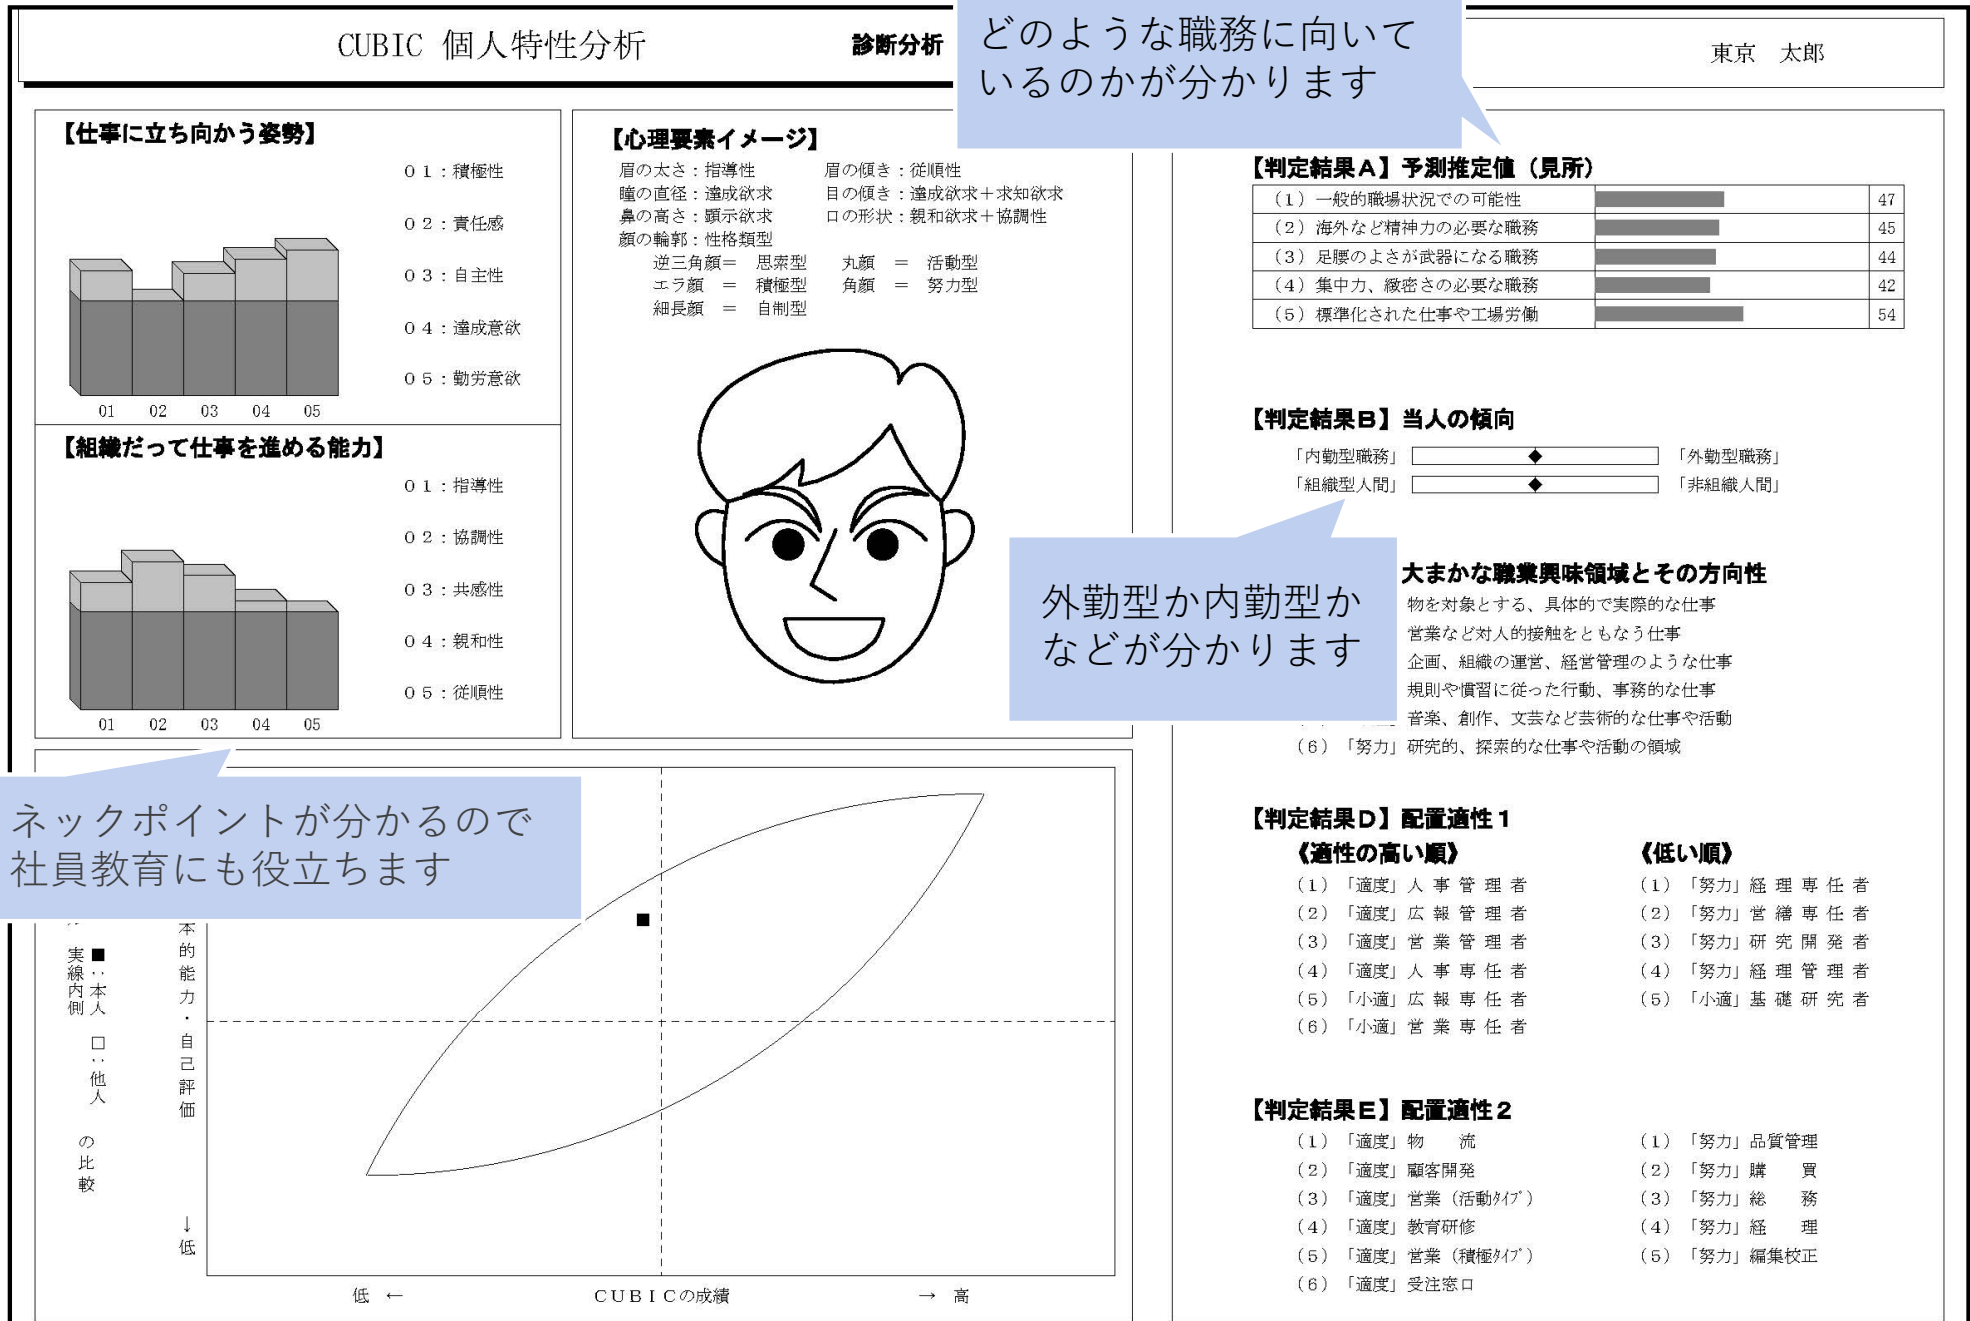 CUBIC 個人特性分析
診断分析
どのような職務に向いて
いるのかが分かります
東京　太郎
【仕事に立ち向かう姿勢】
０１：積極性
０２：責任感
０３：自主性
０４：達成意欲
０５：勤労意欲
01 02 03 04 05
【組織だって仕事を進める能力】
０１：指導性
０２：協調性
０３：共感性
０４：親和性
０５：従順性
01 02 03 04 05
【心理要素イメージ】
眉の太さ：指導性　眉の傾き：従順性
瞳の直径：達成欲求　目の傾き：達成欲求＋求知欲求
鼻の高さ：顕示欲求　口の形状：親和欲求＋協調性
顔の輪郭：性格類型
逆三角顔＝　思索型　丸顔　＝　活動型
エラ顔　＝　積極型　角顔　＝　努力型
細長顔　＝　自制型
【判定結果Ａ】予測推定値（見所）
（１）一般的職場状況での可能性 47
（２）海外など精神力の必要な職務 45
（３）足腰のよさが武器になる職務 44
（４）集中力、緻密さの必要な職務 42
（５）標準化された仕事や工場労働 54
【判定結果Ｂ】当人の傾向
「内勤型職務」 「外勤型職務」
「組織型人間」 「非組織人間」
外勤型か内勤型か
などが分かります
大まかな職業興味領域とその方向性
物を対象とする、具体的で実際的な仕事
営業など対人的接触をともなう仕事
企画、組織の運営、経営管理のような仕事
規則や慣習に従った行動、事務的な仕事
音楽、創作、文芸など芸術的な仕事や活動
（６）「努力」研究的、探索的な仕事や活動の領域
ネックポイントが分かるので
社員教育にも役立ちます
■：本人　□：他人
実線内側
の比較
本的能力・自己評価
↓低
低 ←　ＣＵＢＩＣの成績　→ 高
【判定結果Ｄ】配置適性１
《適性の高い順》　《低い順》
（１）「適度」人事管理者　（１）「努力」経理専任者
（２）「適度」広報管理者　（２）「努力」営繕専任者
（３）「適度」営業管理者　（３）「努力」研究開発者
（４）「適度」人事専任者　（４）「努力」経理管理者
（５）「小適」広報専任者　（５）「小適」基礎研究者
（６）「小適」営業専任者
【判定結果Ｅ】配置適性２
（１）「適度」物　流　（１）「努力」品質管理
（２）「適度」顧客開発　（２）「努力」購　買
（３）「適度」営業（活動ﾀｲﾌﾟ）　（３）「努力」総　務
（４）「適度」教育研修　（４）「努力」経　理
（５）「適度」営業（積極ﾀｲﾌﾟ）　（５）「努力」編集校正
（６）「適度」受注窓口